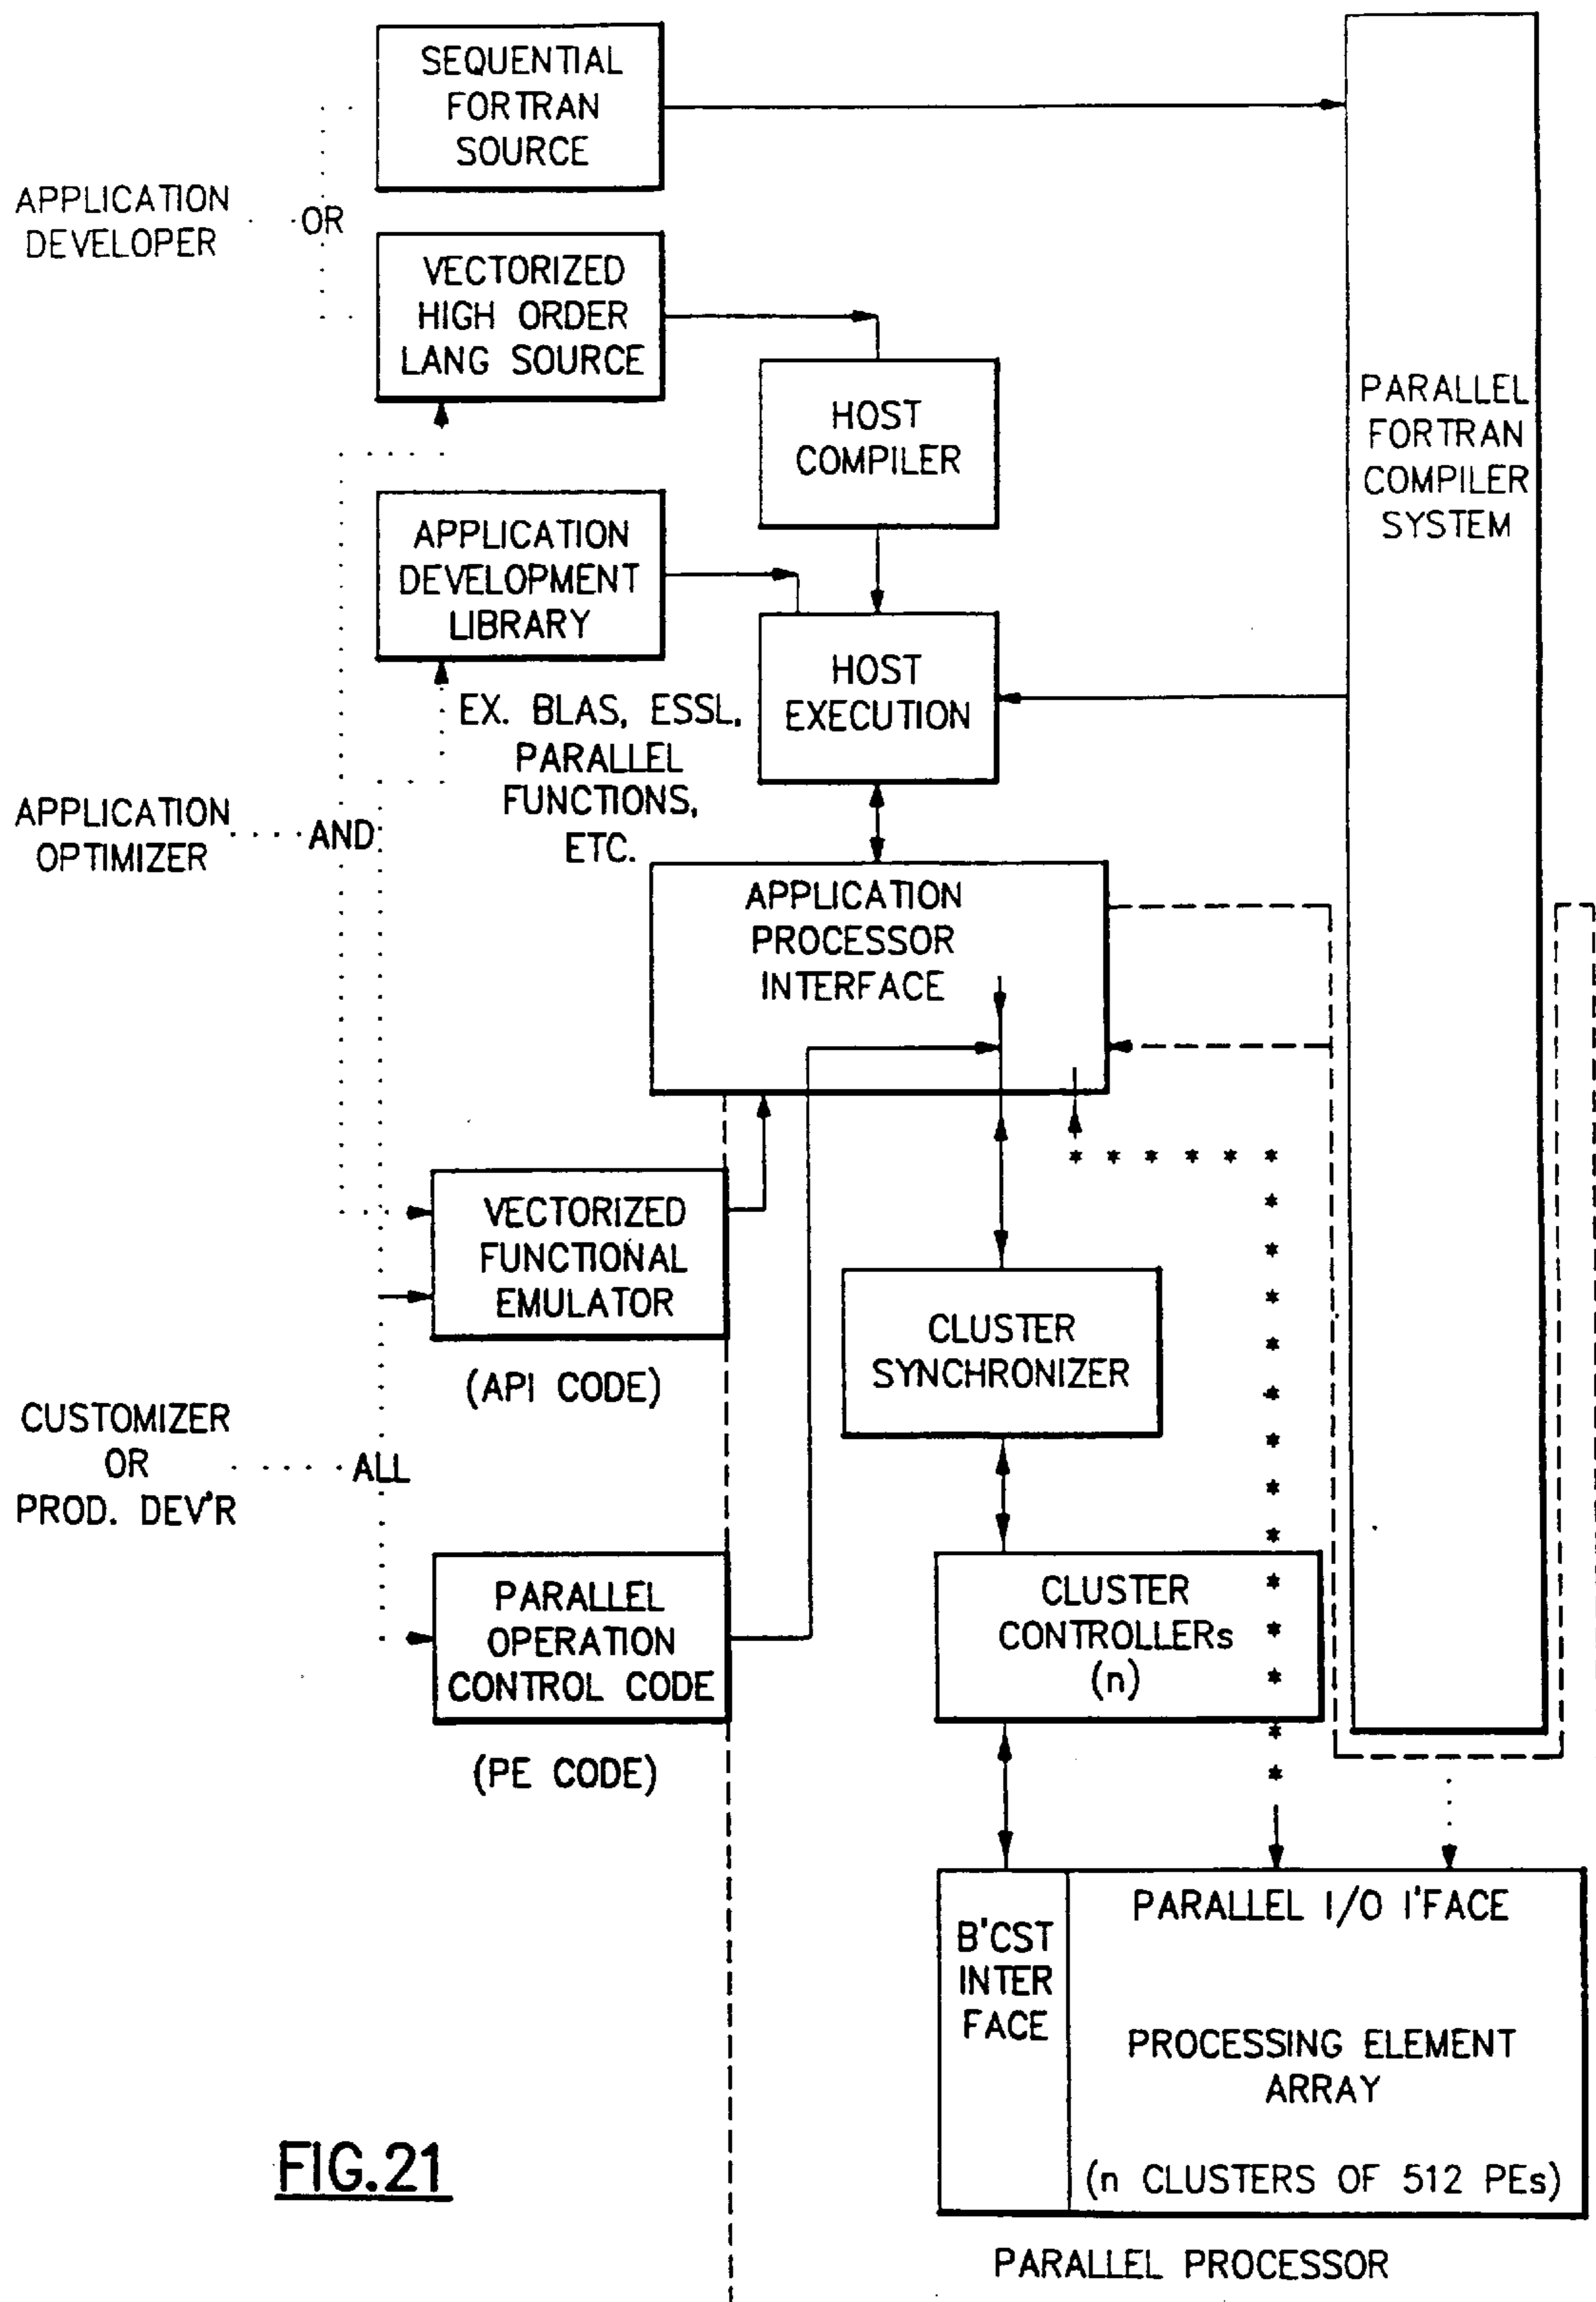 SEQUENTIAL
FORTRAN
SOURCE
APPLICATION
DEVELOPER
OR
VECTORIZED
HIGH ORDER
LANG SOURCE
HOST
COMPILER
PARALLEL
FORTRAN
COMPILER
SYSTEM
APPLICATION
DEVELOPMENT
LIBRARY
HOST
EXECUTION
EX. BLAS, ESSL,
PARALLEL
FUNCTIONS,
ETC.
APPLICATION
OPTIMIZER
AND
APPLICATION
PROCESSOR
INTERFACE
VECTORIZED
FUNCTIONAL
EMULATOR
(API CODE)
CLUSTER
SYNCHRONIZER
CUSTOMIZER
OR
PROD. DEV'R
ALL
PARALLEL
OPERATION
CONTROL CODE
(PE CODE)
CLUSTER
CONTROLLERs
(n)
B'CST
INTER
FACE
PARALLEL I/O I'FACE
PROCESSING ELEMENT
ARRAY
(n CLUSTERS OF 512 PEs)
PARALLEL PROCESSOR
FIG.21